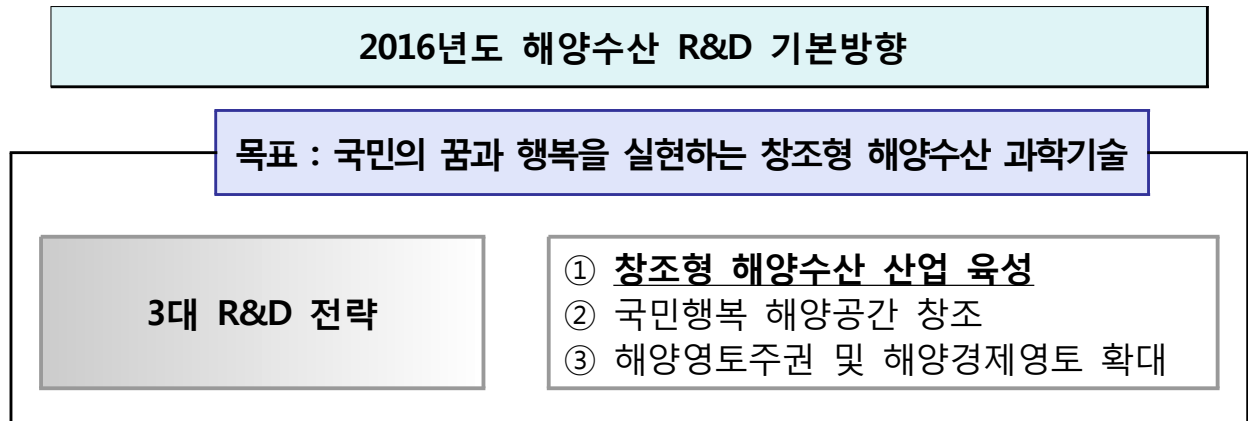 2016년도 해양수산 R&D 기본방향
목표 : 국민의 꿈과 행복을 실현하는 창조형 해양수산 과학기술
3대 R&D 전략
① 창조형 해양수산 산업 육성
② 국민행복 해양공간 창조
③ 해양영토주권 및 해양경제영토 확대